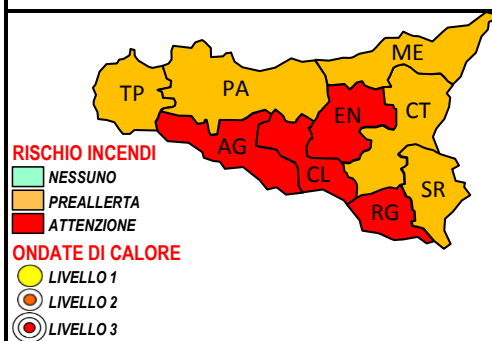 ME
TP
PA
EN
CT
AG
CL
SR
RG
RISCHIO INCENDI
NESSUNO
PREALLERTA
ATTENZIONE
ONDATE DI CALORE
LIVELLO 1
LIVELLO 2
LIVELLO 3